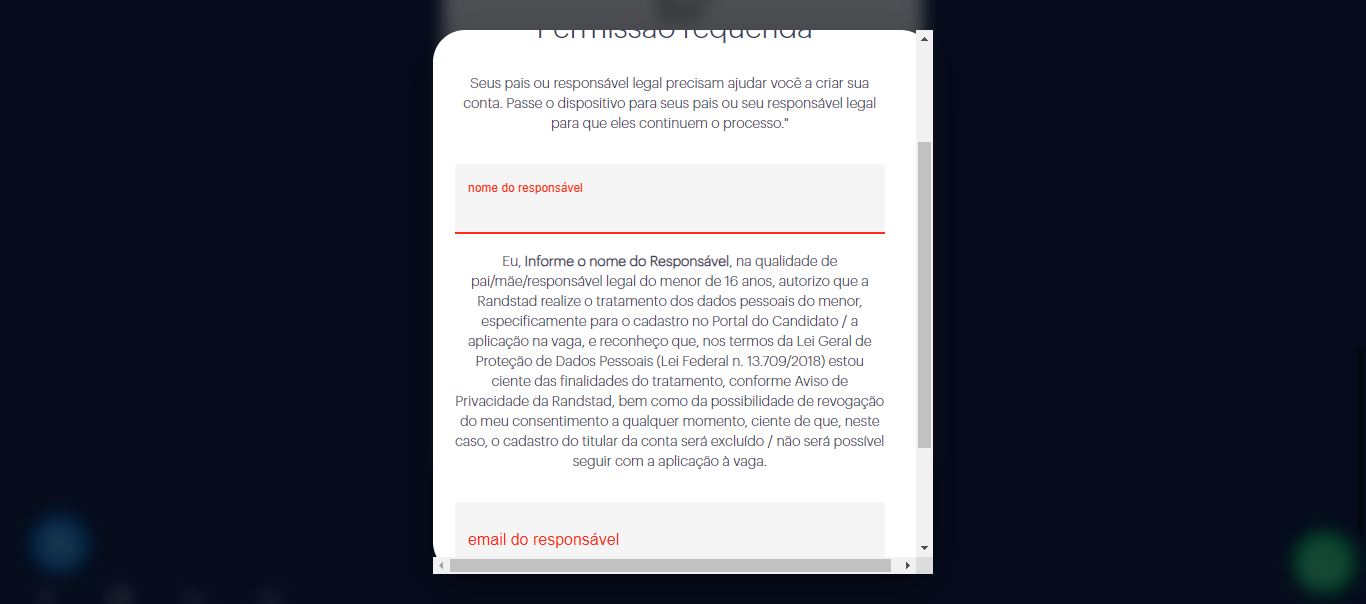 Permissão requerida
Seus pais ou responsável legal precisam ajudar você a criar sua
conta. Passe o dispositivo para seus pais ou seu responsável legal
para que eles continuem o processo."
nome do responsável
Eu, Informe o nome do Responsável, na qualidade de
pai/mãe/responsável legal do menor de 16 anos, autorizo que a
Randstad realize o tratamento dos dados pessoais do menor,
especificamente para o cadastro no Portal do Candidato / a
aplicação na vaga, e reconheço que, nos termos da Lei Geral de
Proteção de Dados Pessoais (Lei Federal n. 13.709/2018) estou
ciente das finalidades do tratamento, conforme Aviso de
Privacidade da Randstad, bem como da possibilidade de revogação
do meu consentimento a qualquer momento, ciente de que, neste
caso, o cadastro do titular da conta será excluído / não será possível
seguir com a aplicação à vaga.
email do responsável